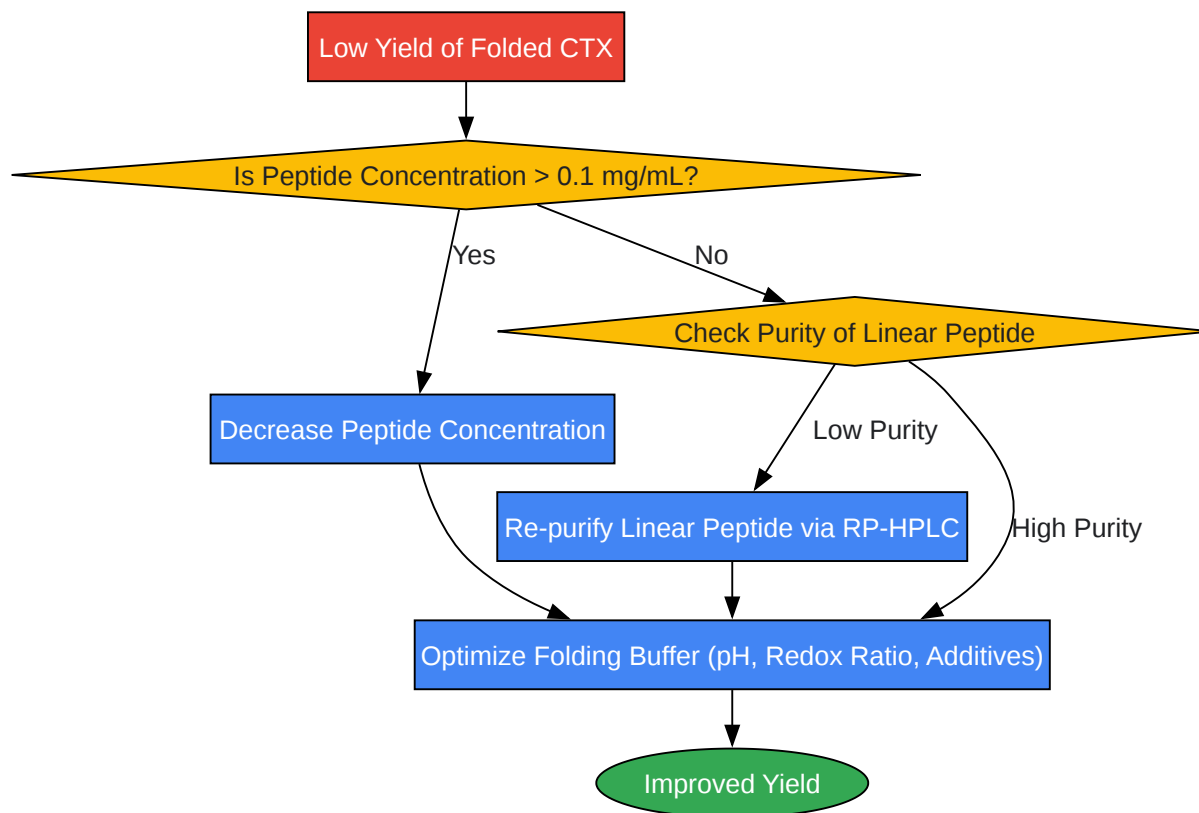 Low Yield of Folded CTX
Is Peptide Concentration > 0.1 mg/mL?
Yes
No
Check Purity of Linear Peptide
Decrease Peptide Concentration
Low Purity
Re-purify Linear Peptide via RP-HPLC
High Purity
Optimize Folding Buffer (pH, Redox Ratio, Additives)
Improved Yield